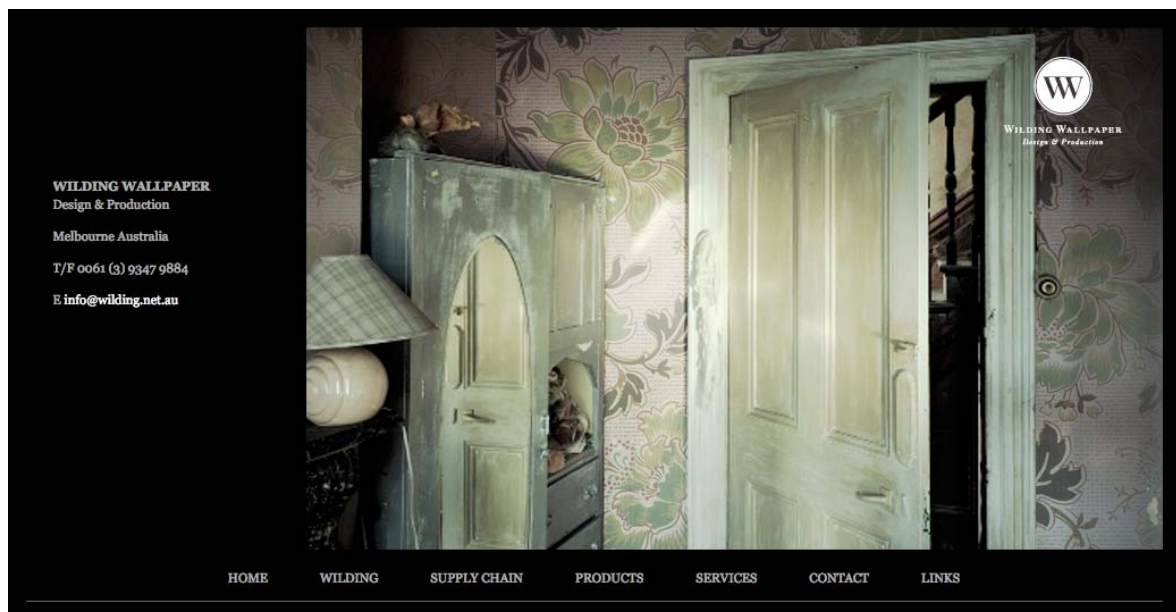 WILDING WALLPAPER
Design & Production
Melbourne Australia
T/F 0061 (3) 9347 9884
E info@wilding.net.au
W
WILDING WALLPAPER
Design & Production
HOME WILDING SUPPLY CHAIN PRODUCTS SERVICES CONTACT LINKS